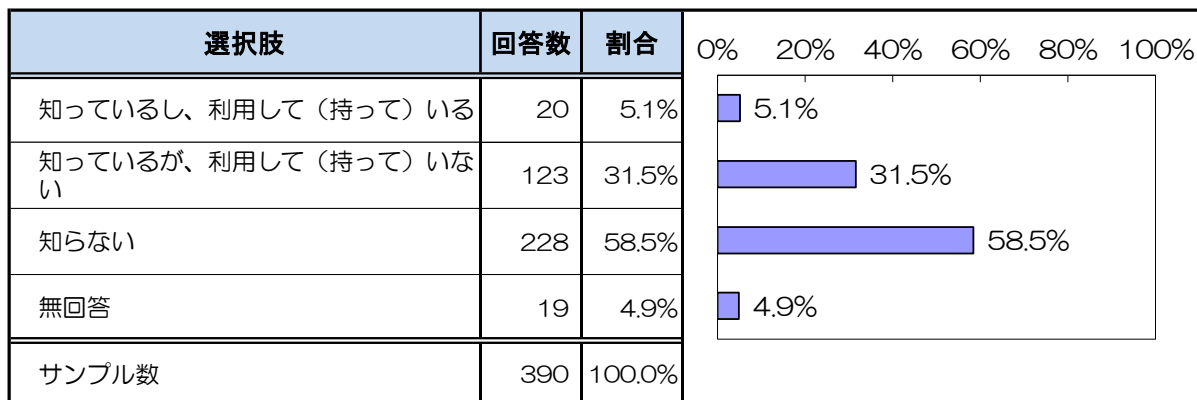 選択肢 回答数 割合 0% 20% 40% 60% 80% 100%
知っているし、利用して（持って）いる 20 5.1% 5.1%
知っているが、利用して（持って）いな
い 123 31.5% 31.5%
知らない 228 58.5% 58.5%
無回答 19 4.9% 4.9%
サンプル数 390 100.0%